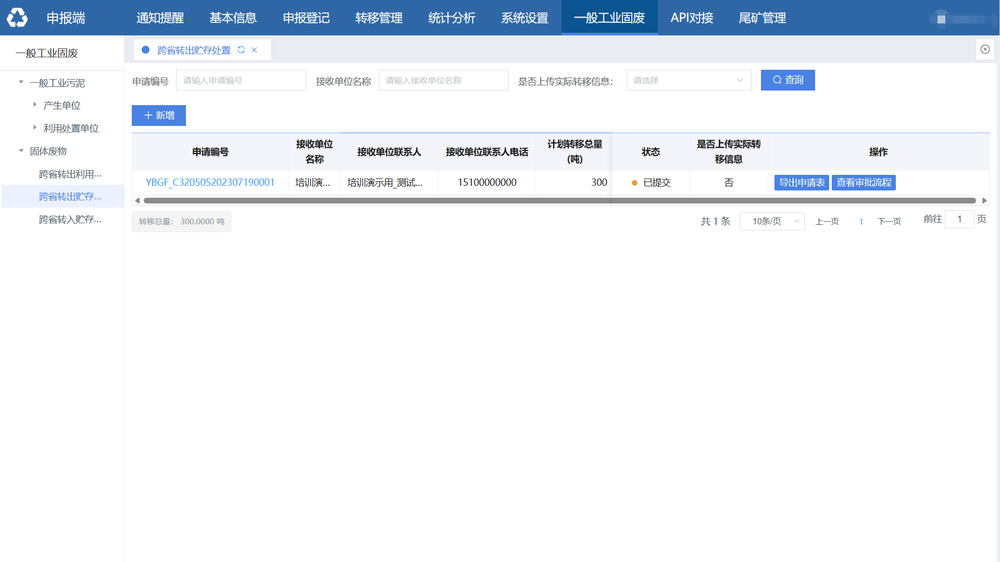 申报端
通知提醒 基本信息 申报登记 转移管理 统计分析 系统设置 一般工业固废 API对接 尾矿管理
一般工业固废
一般工业污泥
产生单位
利用处置单位
固体废物
跨省转出利用...
跨省转出贮存...
跨省转入贮存...
跨省转出贮存处置
申请编号 请输入申请编号 接收单位名称 请输入接收单位名称 是否上传实际转移信息： 请选择 查询
新增
申请编号 接收单位名称 接收单位联系人 接收单位联系人电话 计划转移总量(吨) 状态 是否上传实际转移信息 操作
YBGF_C320505202307190001 培训演... 培训演示用_测试... 15100000000 300 已提交 否 导出申请表 查看审批流程
转移总量： 300.0000 吨 共 1 条 10条/页 上一页 1 下一页 前往 1 页